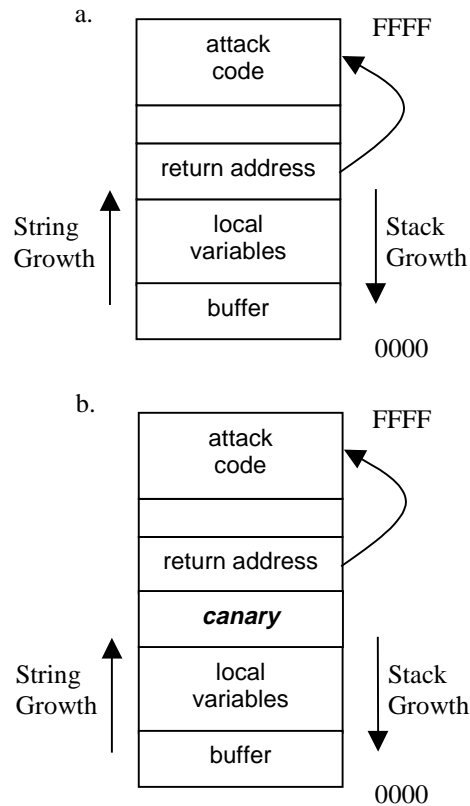 a.
FFFF
attack
code
return address
String
Growth
local
variables
Stack
Growth
buffer
0000
b.
FFFF
attack
code
return address
canary
String
Growth
local
variables
Stack
Growth
buffer
0000